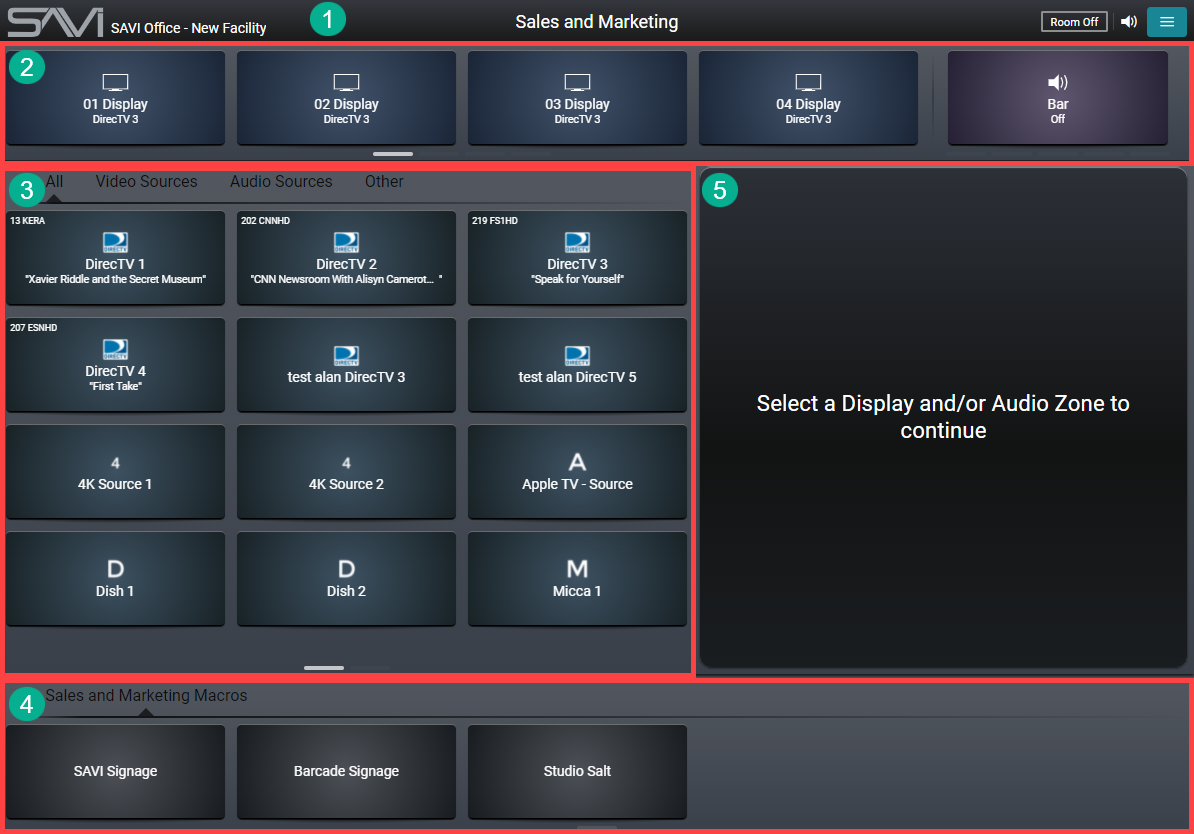 SAVI SAVI Office - New Facility
1
Sales and Marketing
Room Off
2
01 Display
DirecTV 3
02 Display
DirecTV 3
03 Display
DirecTV 3
04 Display
DirecTV 3
Bar
Off
3
All Video Sources Audio Sources Other
13 KERA
DIRECTV
DirecTV 1
"Xavier Riddle and the Secret Museum"
202 CNNHD
DIRECTV
DirecTV 2
"CNN Newsroom With Alisyn Camerot... "
219 FS1HD
DIRECTV
DirecTV 3
"Speak for Yourself"
207 ESNHD
DIRECTV
DirecTV 4
"First Take"
DIRECTV
test alan DirecTV 3
DIRECTV
test alan DirecTV 5
4
4K Source 1
4
4K Source 2
A
Apple TV - Source
D
Dish 1
D
Dish 2
M
Micca 1
5
Select a Display and/or Audio Zone to
continue
4
Sales and Marketing Macros
SAVI Signage
Barcade Signage
Studio Salt